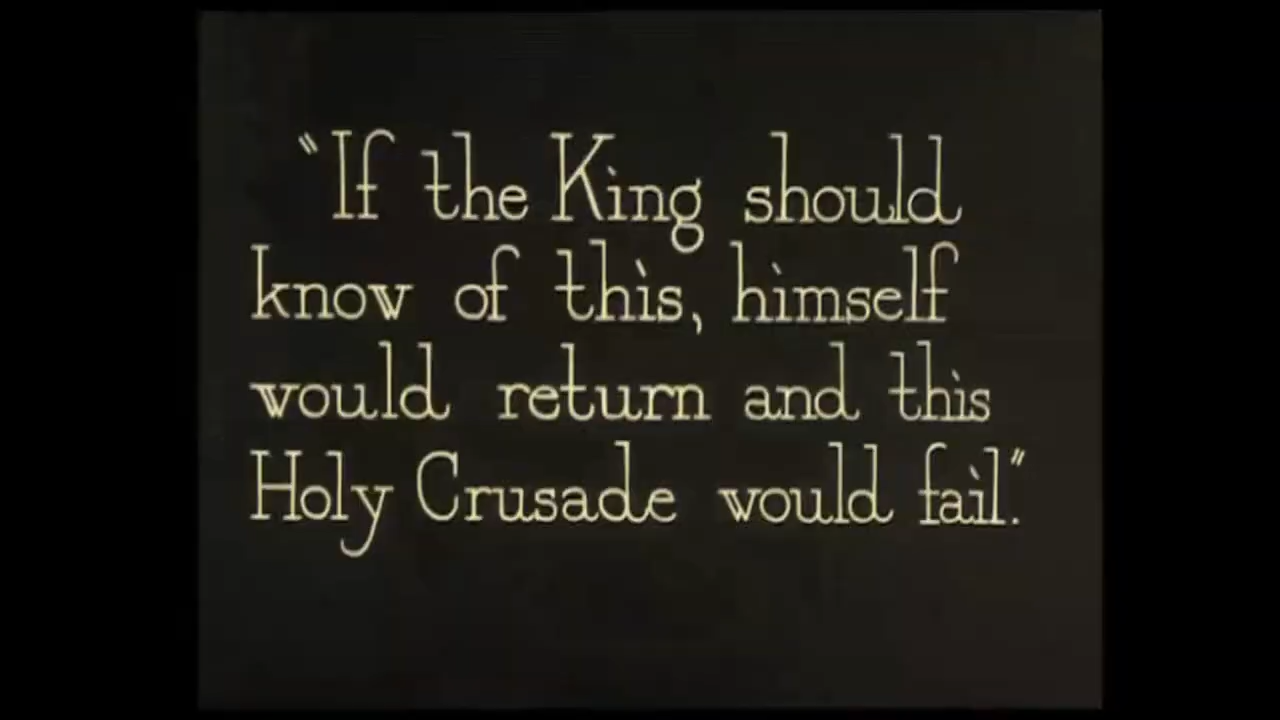 "If the King should
know of this, himself
would return and this
Holy Crusade would fail."